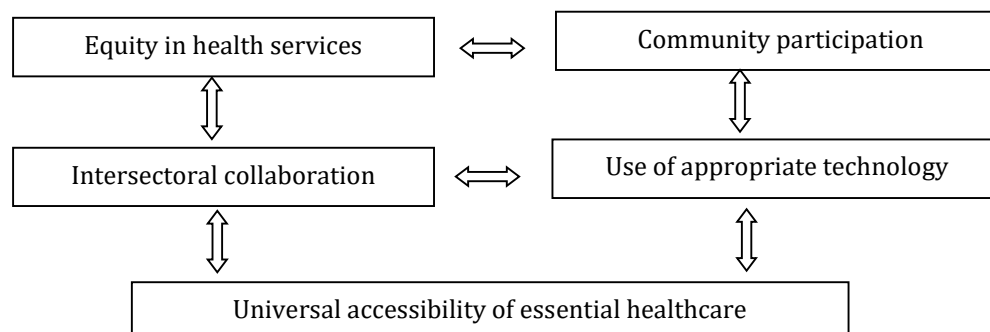 Equity in health services
Community participation
Intersectoral collaboration
Use of appropriate technology
Universal accessibility of essential healthcare